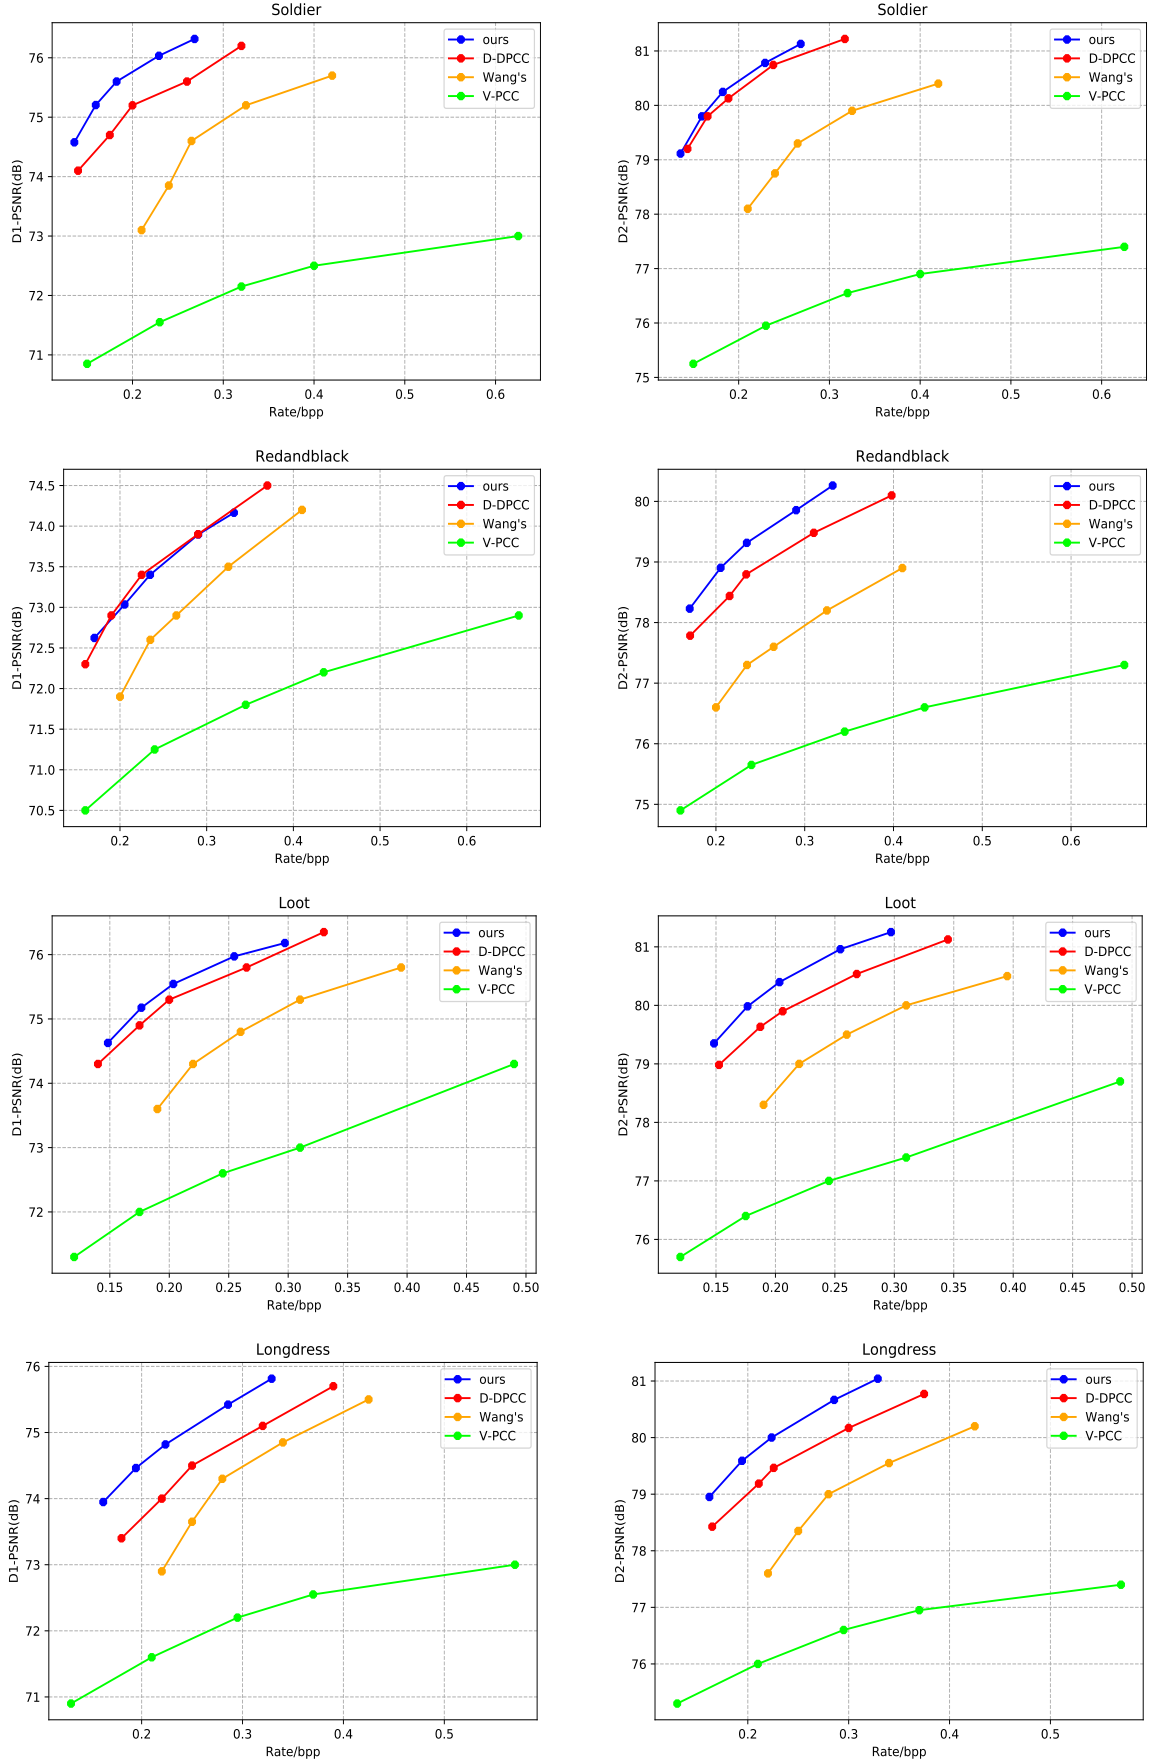 Soldier
76
75
74
73
72
71
D1-PSNR(dB)
ours
D-DPCC
Wang's
V-PCC
0.2 0.3 0.4 0.5 0.6
Rate/bpp
Soldier
81
80
79
78
77
76
75
D2-PSNR(dB)
ours
D-DPCC
Wang's
V-PCC
0.2 0.3 0.4 0.5 0.6
Rate/bpp
Redandblack
74.5
74.0
73.5
73.0
72.5
72.0
71.5
71.0
70.5
D1-PSNR(dB)
ours
D-DPCC
Wang's
V-PCC
0.2 0.3 0.4 0.5 0.6
Rate/bpp
Redandblack
80
79
78
77
76
75
D2-PSNR(dB)
ours
D-DPCC
Wang's
V-PCC
0.2 0.3 0.4 0.5 0.6
Rate/bpp
Loot
76
75
74
73
72
D1-PSNR(dB)
ours
D-DPCC
Wang's
V-PCC
0.15 0.20 0.25 0.30 0.35 0.40 0.45 0.50
Rate/bpp
Loot
81
80
79
78
77
76
D2-PSNR(dB)
ours
D-DPCC
Wang's
V-PCC
0.15 0.20 0.25 0.30 0.35 0.40 0.45 0.50
Rate/bpp
Longdress
76
75
74
73
72
71
D1-PSNR(dB)
ours
D-DPCC
Wang's
V-PCC
0.2 0.3 0.4 0.5
Rate/bpp
Longdress
81
80
79
78
77
76
D2-PSNR(dB)
ours
D-DPCC
Wang's
V-PCC
0.2 0.3 0.4 0.5
Rate/bpp